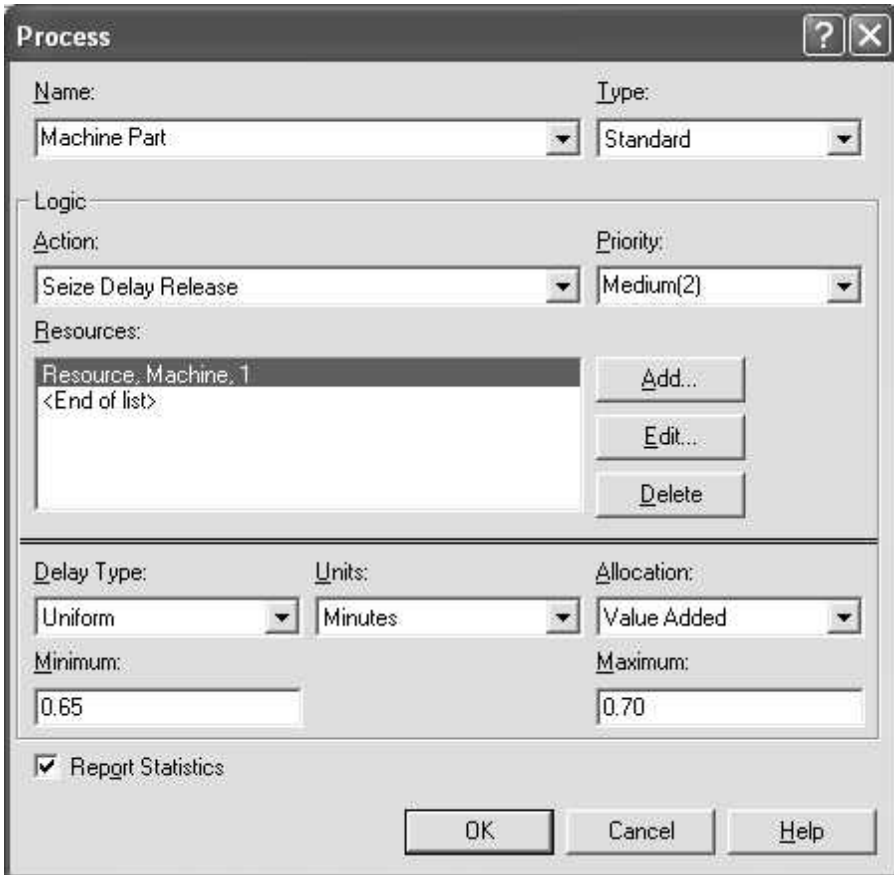 Process
Name: Type:
Machine Part Standard
Logic
Action: Priority:
Seize Delay Release Medium(2)
Resources:
Resource, Machine, 1 Add...
<End of list>
Edit...
Delete
Delay Type: Units: Allocation:
Uniform Minutes Value Added
Minimum: Maximum:
0.65 0.70
Report Statistics
OK Cancel Help